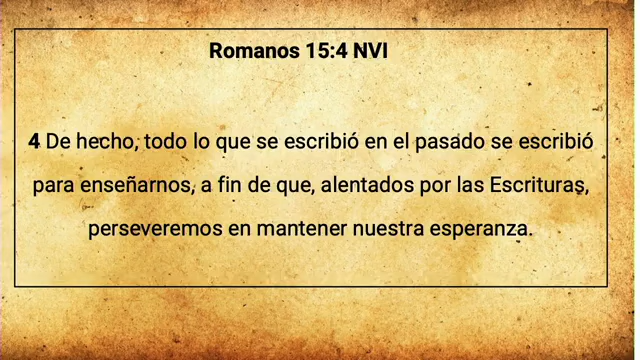 Romanos 15:4 NVI
4 De hecho, todo lo que se escribió en el pasado se escribió
para enseñarnos, a fin de que, alentados por las Escrituras,
perseveremos en mantener nuestra esperanza.